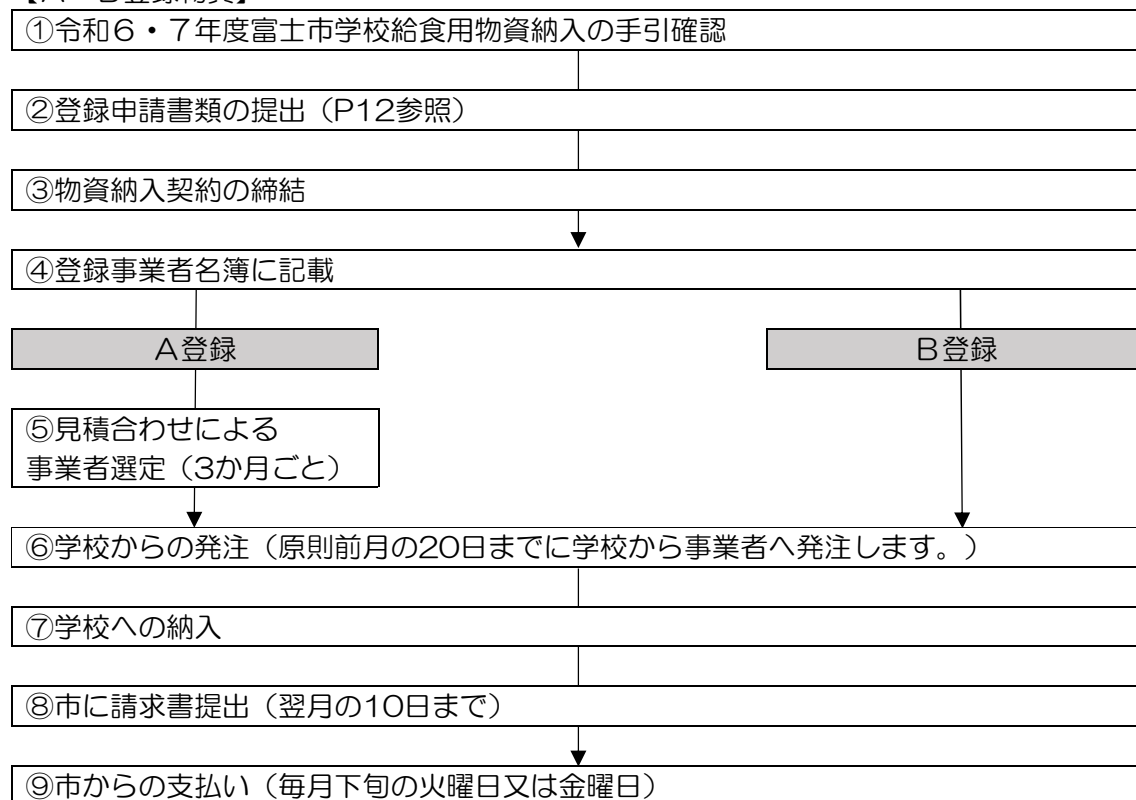 ①令和６・７年度富士市学校給食用物資納入の手引確認
②登録申請書類の提出（P12参照）
③物資納入契約の締結
④登録事業者名簿に記載
Ａ登録
Ｂ登録
⑤見積合わせによる
事業者選定（3か月ごと）
⑥学校からの発注（原則前月の20日までに学校から事業者へ発注します。）
⑦学校への納入
⑧市に請求書提出（翌月の10日まで）
⑨市からの支払い（毎月下旬の火曜日又は金曜日）